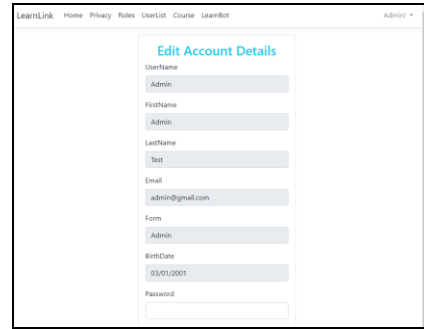 LearnLink Home Privacy Roles UserList Course LearnBot Admin!
Edit Account Details
UserName
Admin
FirstName
Admin
LastName
Test
Email
admin@gmail.com
Form
Admin
BirthDate
03/01/2001
Password